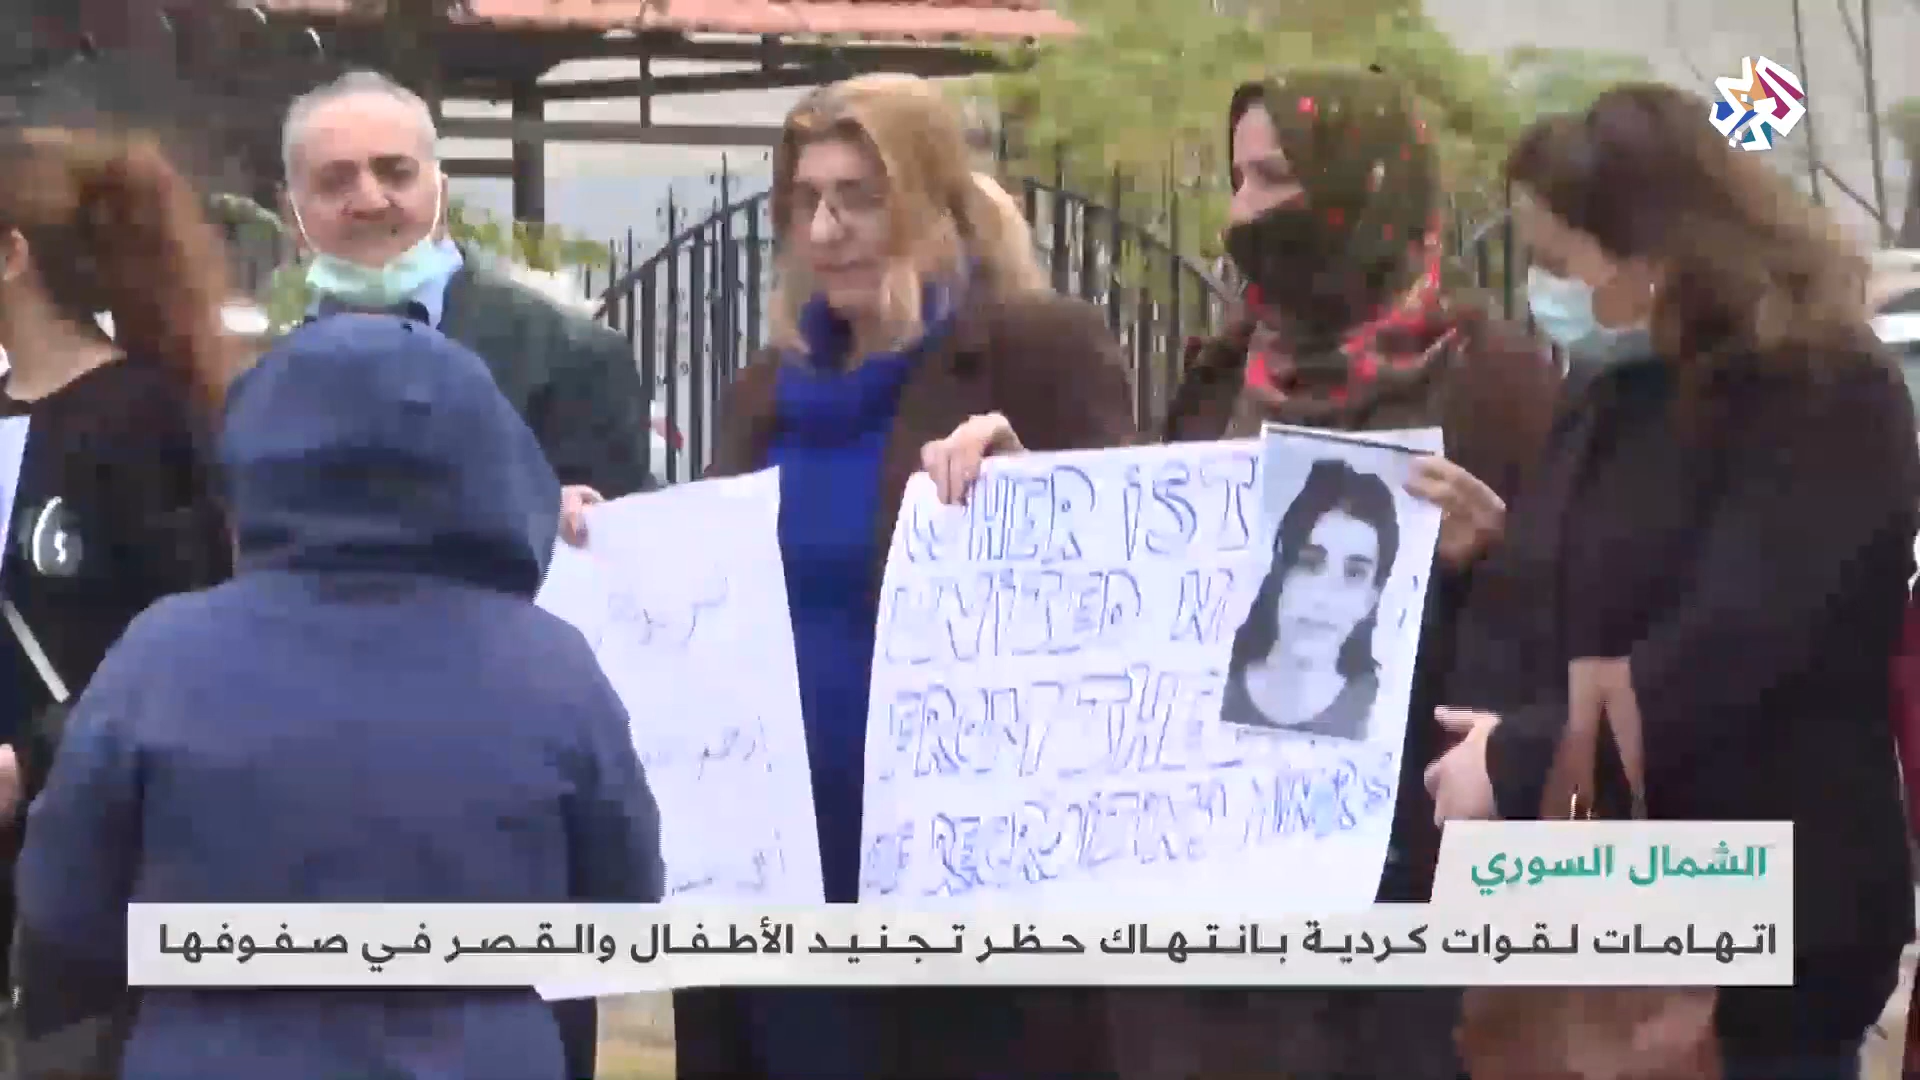 WHER IST
UNITED N
FROM THE
OF RECRUITING MINORS
الشمال السوري
اتهامات لقوات كردية بانتهاك حظر تجنيد الأطفال والقصر في صفوفها